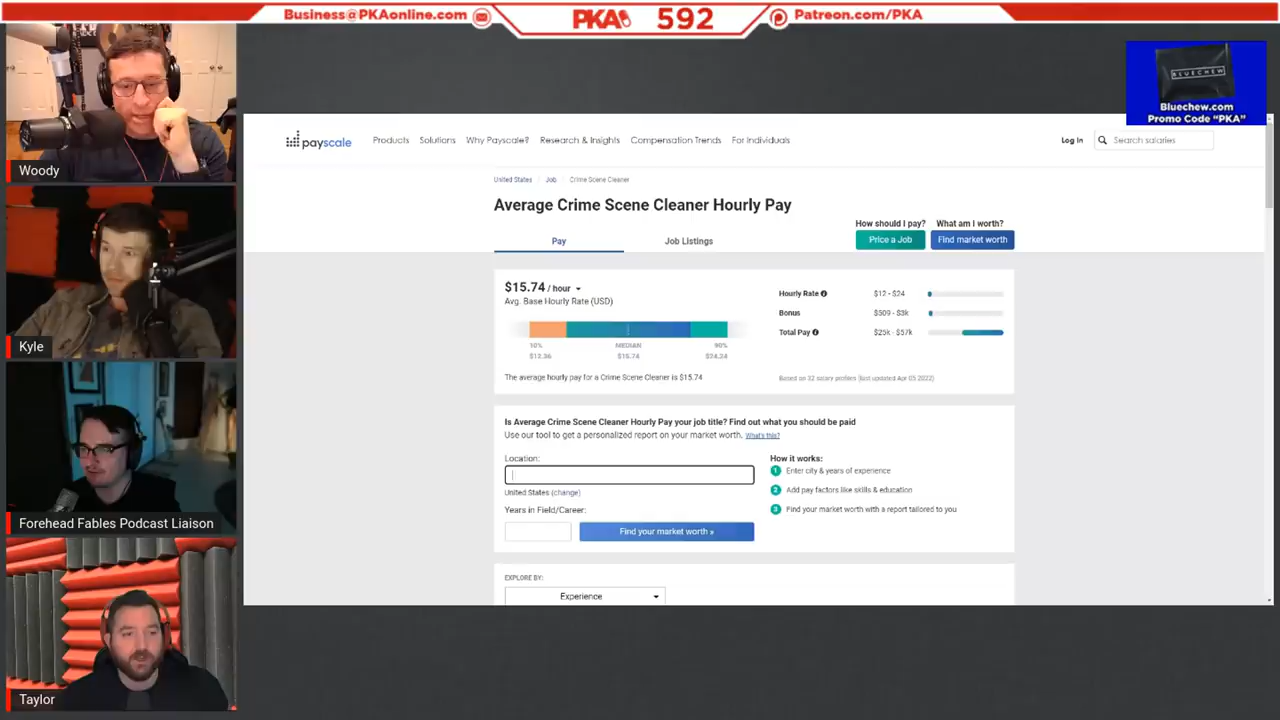 Business@PKAonline.com
PKA 592
Patreon.com/PKA
BLUECHEW
Bluechew.com
Promo Code "PKA"
Woody
Kyle
Forehead Fables Podcast Liaison
Taylor
payscale
Products
Solutions
Why Payscale?
Research & Insights
Compensation Trends
For Individuals
Log In
Search salaries
United States
Job
Crime Scene Cleaner
Average Crime Scene Cleaner Hourly Pay
How should I pay?
Price a Job
What am I worth?
Find market worth
Pay
Job Listings
$15.74 / hour
Avg. Base Hourly Rate (USD)
10%
$12.36
MEDIAN
$15.74
90%
$24.24
The average hourly pay for a Crime Scene Cleaner is $15.74
Hourly Rate
$12 - $24
Bonus
$509 - $3k
Total Pay
$25k - $57k
Based on 32 salary profiles (last updated Apr 05 2022)
Is Average Crime Scene Cleaner Hourly Pay your job title? Find out what you should be paid
Use our tool to get a personalized report on your market worth. What's this?
Location:
United States (change)
Years in Field/Career:
Find your market worth »
How it works:
1 Enter city & years of experience
2 Add pay factors like skills & education
3 Find your market worth with a report tailored to you
EXPLORE BY:
Experience